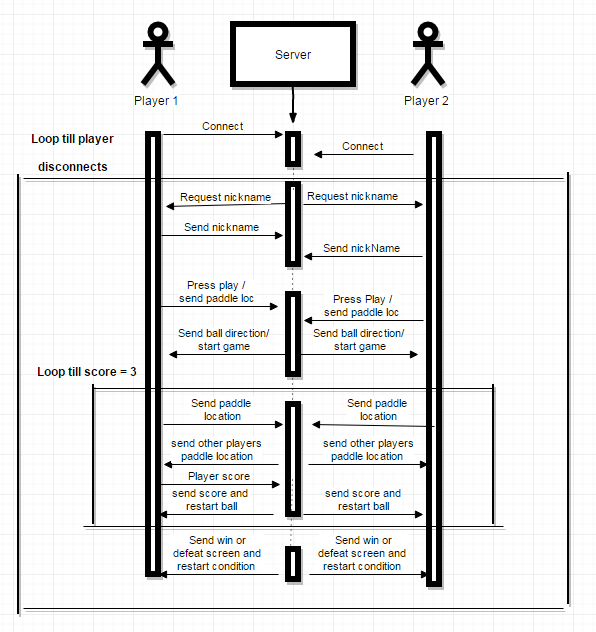 Server
Player 1
Player 2
Connect
Loop till player
disconnects
Connect
Request nickname
Request nickname
Send nickname
Send nickName
Press play /
send paddle loc
Press Play /
send paddle loc
Send ball direction/
start game
Send ball direction/
start game
Loop till score = 3
Send paddle
location
Send paddle
location
send other players
paddle location
send other players
paddle location
Player score
send score and
restart ball
send score and
restart ball
Send win or
defeat screen and
restart condition
Send win or
defeat screen and
restart condition